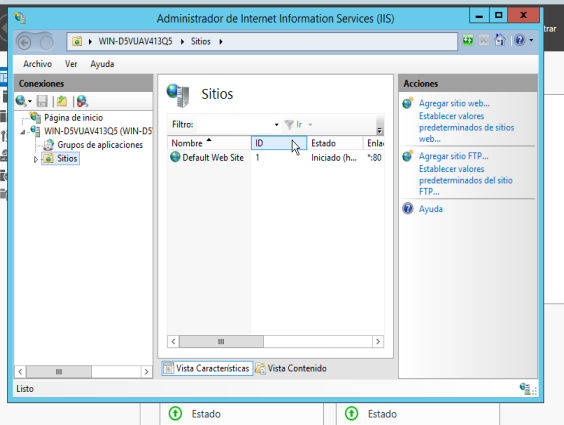 Administrador de Internet Information Services (IIS)
WIN-D5VUAV413Q5 Sitios
Archivo Ver Ayuda
Conexiones
Página de inicio
WIN-D5VUAV413Q5 (WIN-D5
Grupos de aplicaciones
Sitios
Sitios
Filtro: Ir
Nombre ID Estado Enla
Default Web Site 1 Iniciado (h... *:80
Vista Características Vista Contenido
Acciones
Agregar sitio web...
Establecer valores
predeterminados de sitios
web...
Agregar sitio FTP...
Establecer valores
predeterminados del sitio
FTP...
Ayuda
Listo
trar
Estado
Estado